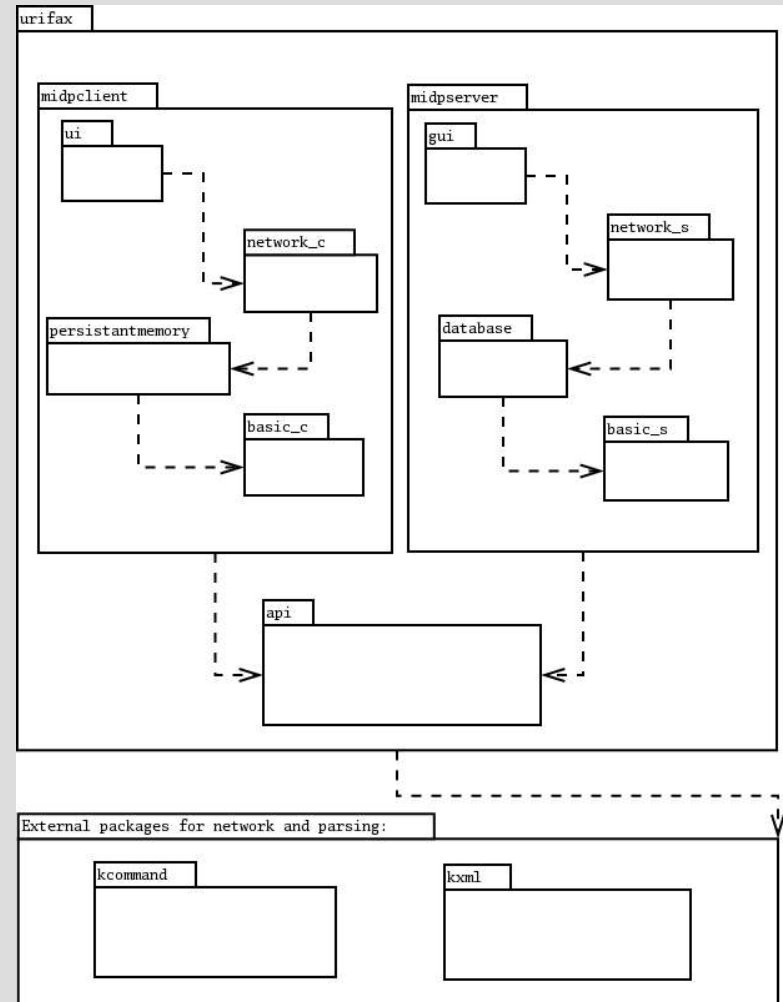 urifax
midpclient
midpserver
ui
gui
network_c
network_s
persistantmemory
database
basic_c
basic_s
api
External packages for network and parsing:
kcommand
kxml